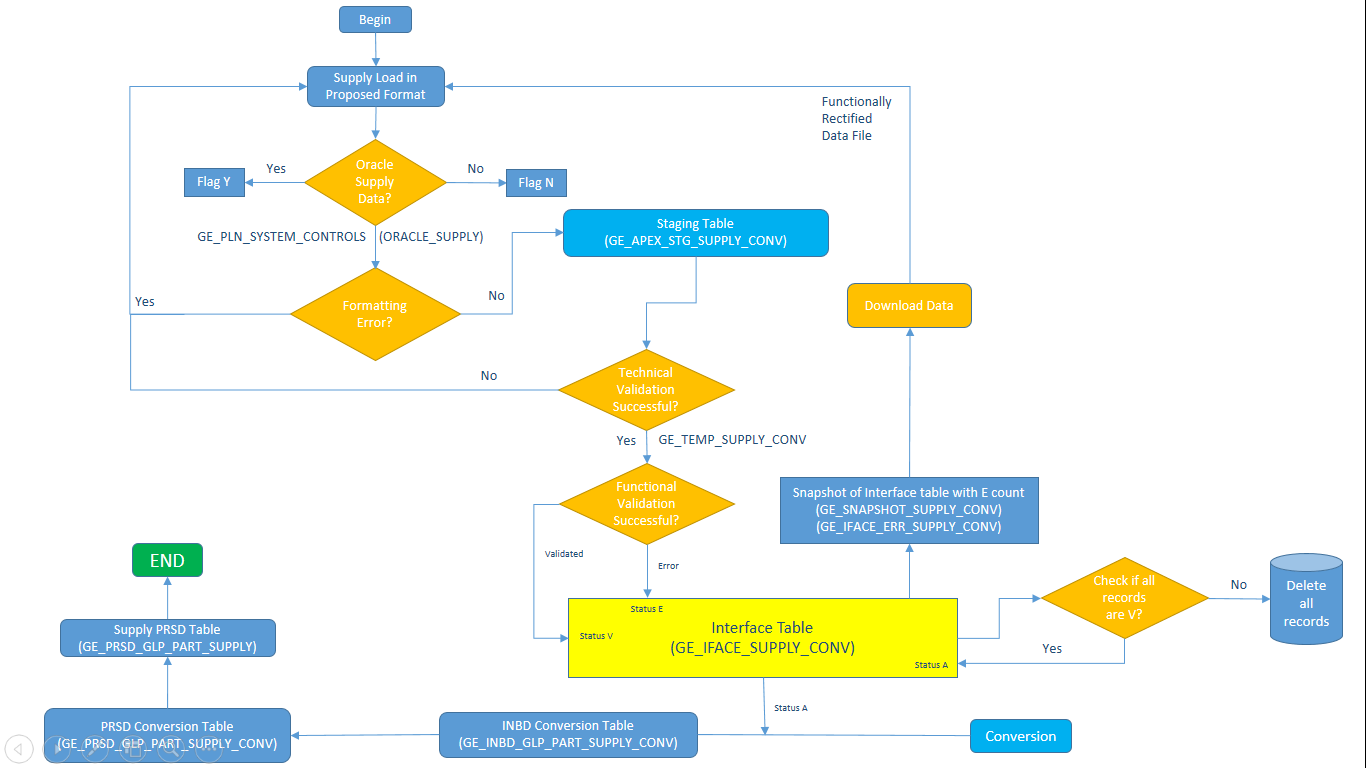 Begin
Supply Load in
Proposed Format
Functionally
Rectified
Data File
Oracle
Supply
Data?
Yes
No
Flag Y
Flag N
GE_PLN_SYSTEM_CONTROLS
(ORACLE_SUPPLY)
Staging Table
(GE_APEX_STG_SUPPLY_CONV)
Formatting
Error?
Yes
No
Download Data
Technical
Validation
Successful?
No
Yes
GE_TEMP_SUPPLY_CONV
Functional
Validation
Successful?
Validated
Error
Snapshot of Interface table with E count
(GE_SNAPSHOT_SUPPLY_CONV)
(GE_IFACE_ERR_SUPPLY_CONV)
Status E
Status V
Interface Table
(GE_IFACE_SUPPLY_CONV)
Status A
Check if all
records
are V?
No
Yes
Delete
all
records
Status A
Conversion
INBD Conversion Table
(GE_INBD_GLP_PART_SUPPLY_CONV)
PRSD Conversion Table
(GE_PRSD_GLP_PART_SUPPLY_CONV)
Supply PRSD Table
(GE_PRSD_GLP_PART_SUPPLY)
END